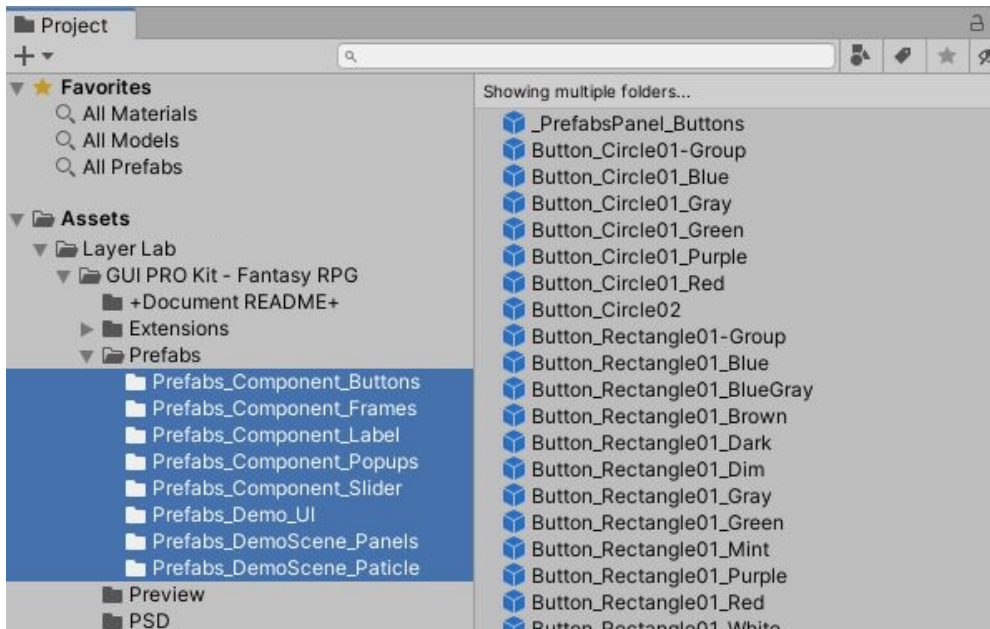 Project
Favorites
All Materials
All Models
All Prefabs
Assets
Layer Lab
GUI PRO Kit - Fantasy RPG
+Document README+
Extensions
Prefabs
Prefabs_Component_Buttons
Prefabs_Component_Frames
Prefabs_Component_Label
Prefabs_Component_Popups
Prefabs_Component_Slider
Prefabs_Demo_UI
Prefabs_DemoScene_Panels
Prefabs_DemoScene_Paticle
Preview
PSD
Showing multiple folders...
_PrefabsPanel_Buttons
Button_Circle01-Group
Button_Circle01_Blue
Button_Circle01_Gray
Button_Circle01_Green
Button_Circle01_Purple
Button_Circle01_Red
Button_Circle02
Button_Rectangle01-Group
Button_Rectangle01_Blue
Button_Rectangle01_BlueGray
Button_Rectangle01_Brown
Button_Rectangle01_Dark
Button_Rectangle01_Dim
Button_Rectangle01_Gray
Button_Rectangle01_Green
Button_Rectangle01_Mint
Button_Rectangle01_Purple
Button_Rectangle01_Red
Button_Rectangle01_White